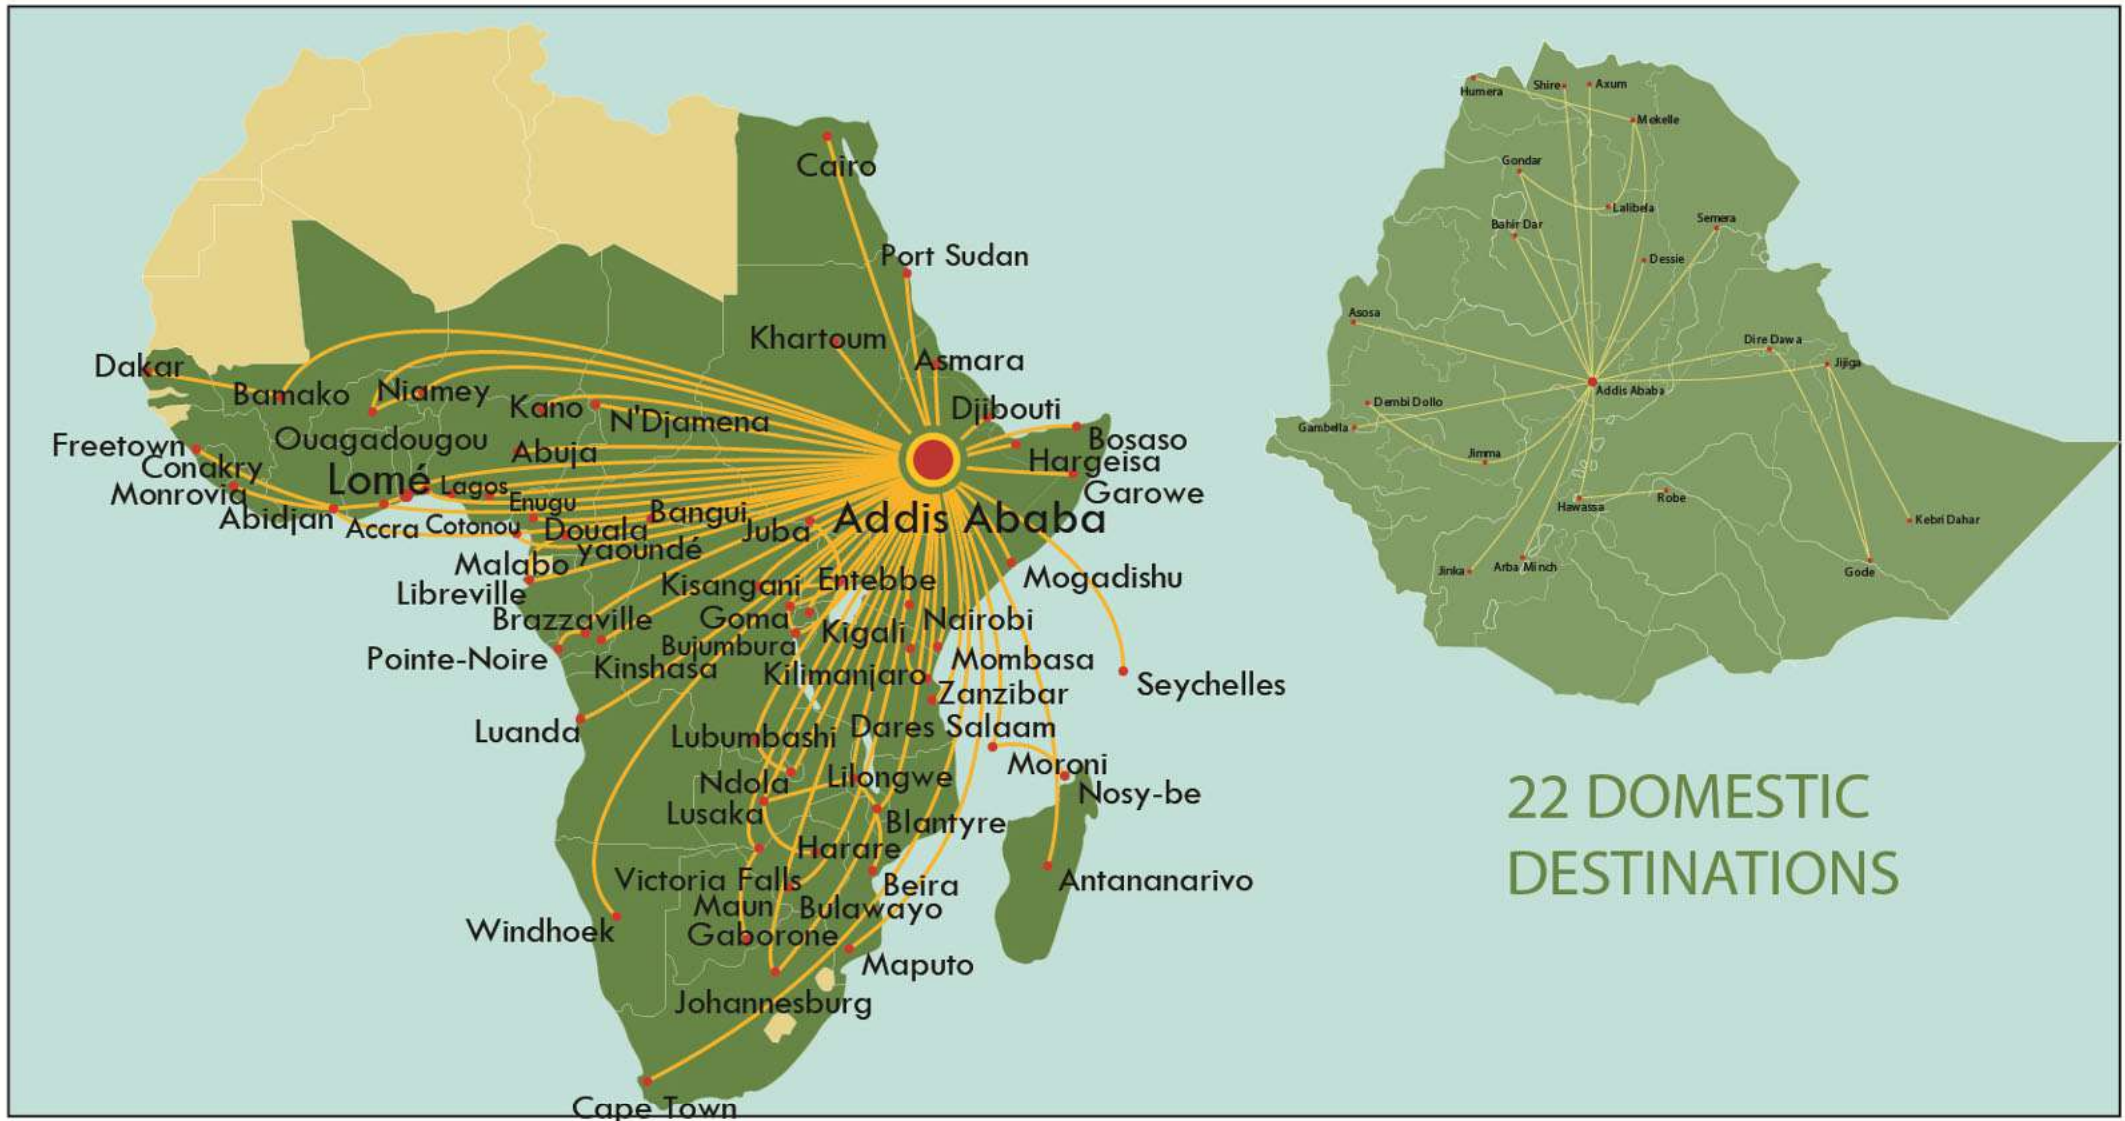 Cairo
Port Sudan
Khartoum
Asmara
Dakar
Bamako
Niamey
Kano
N'Djamena
Djibouti
Bosaso
Ouagadougou
Abuja
Freetown
Conakry
Hargeisa
Lomé
Lagos
Garowe
Monrovia
Enugu
Abidjan
Accra
Cotonou
Douala
Bangui
Juba
Addis Ababa
yaoundé
Malabo
Libreville
Kisangani
Entebbe
Mogadishu
Brazzaville
Goma
Kigali
Nairobi
Pointe-Noire
Kinshasa
Bujumbura
Kilimanjaro
Mombasa
Zanzibar
Seychelles
Luanda
Lubumbashi
Dares Salaam
Moroni
Ndola
Lilongwe
Nosy-be
Lusaka
Blantyre
Harare
Victoria Falls
Beira
Antananarivo
Maun
Bulawayo
Windhoek
Gaborone
Maputo
Johannesburg
Cape Town
Humera
Shire
Axum
Mekelle
Gondar
Lalibela
Bahir Dar
Semera
Dessie
Asosa
Dire Dawa
Jijiga
Addis Ababa
Dembi Dollo
Gambella
Jimma
Hawassa
Robe
Kebri Dahar
Jinka
Arba Minch
Gode
22 DOMESTIC
DESTINATIONS